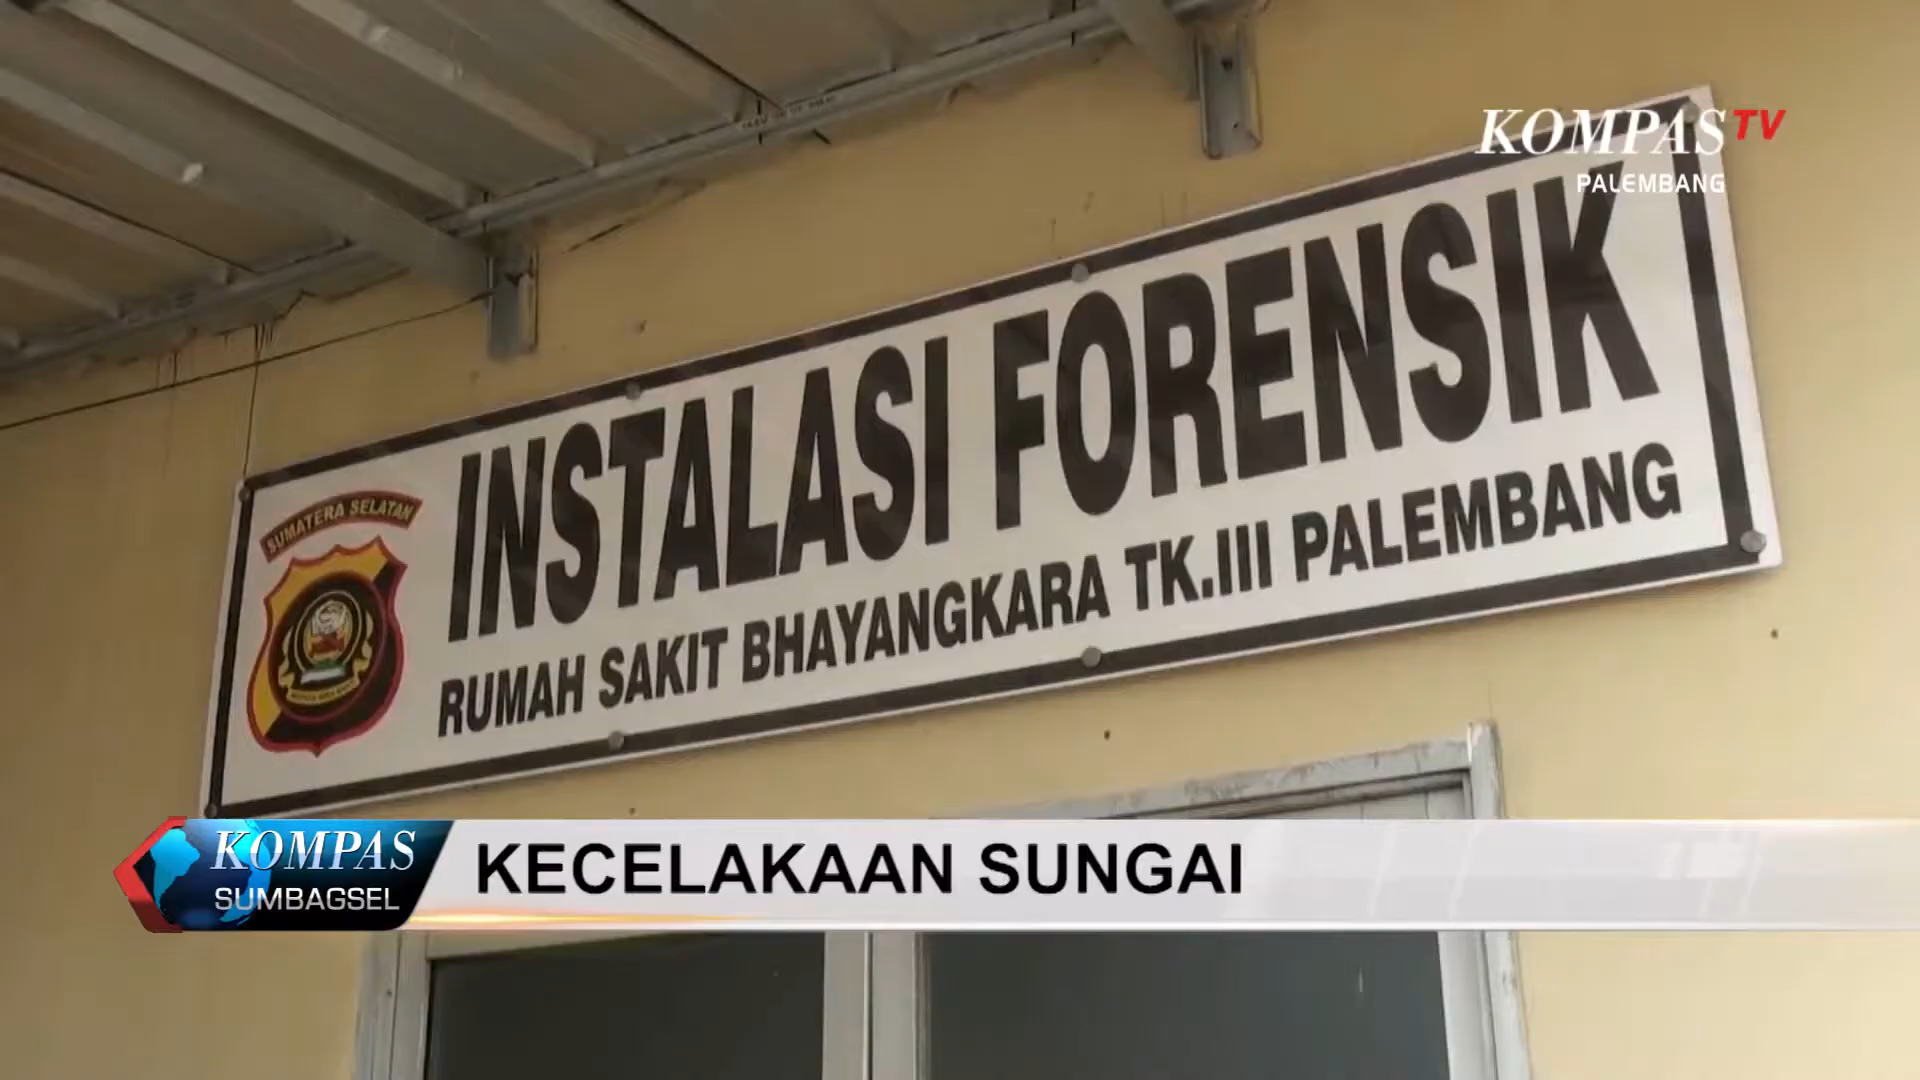 KOMPAS TV
PALEMBANG
SUMATERA SELATAN
INSTALASI FORENSIK
RUMAH SAKIT BHAYANGKARA TK.III PALEMBANG
KOMPAS
SUMBAGSEL
KECELAKAAN SUNGAI